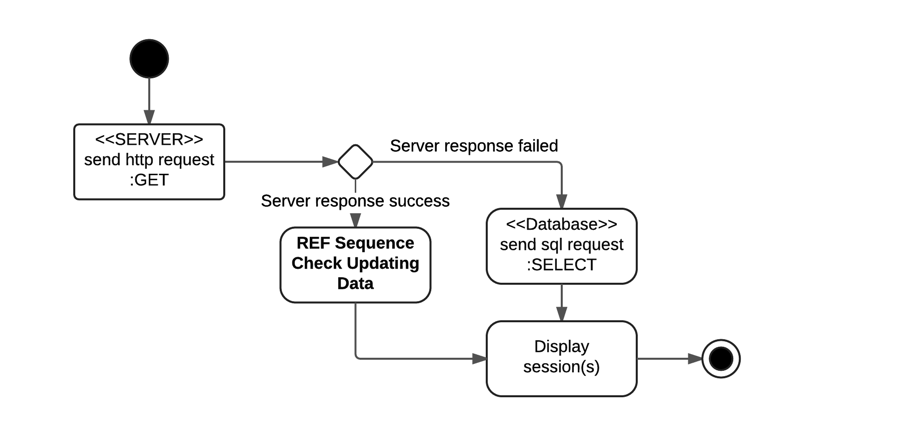 <<SERVER>>
send http request
:GET
Server response failed
Server response success
REF Sequence
Check Updating
Data
<<Database>>
send sql request
:SELECT
Display
session(s)